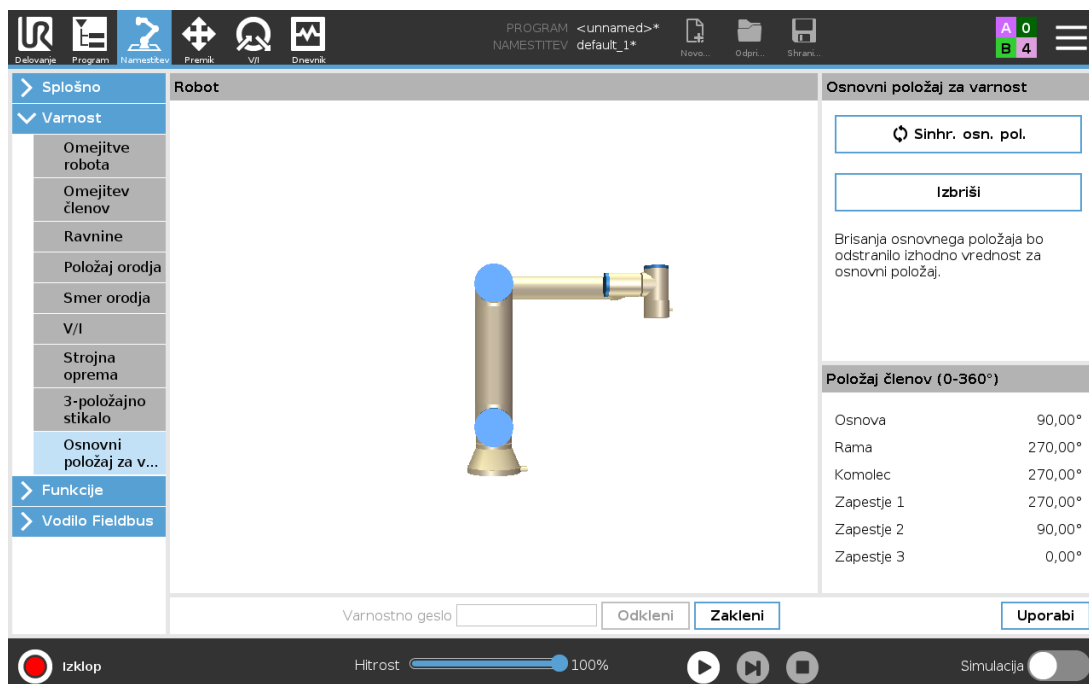 PROGRAM <unnamed>*
NAMESTITEV default_1*
Delovanje Program Namestitev Premik V/I Dnevnik Novo... Odpri... Shrani...
A 0
B 4
Splošno
Varnost
Omejitve
robota
Omejitev
členov
Ravnine
Položaj orodja
Smer orodja
V/I
Strojna
oprema
3-položajno
stikalo
Osnovni
položaj za v...
Funkcije
Vodilo Fieldbus
Robot
Osnovni položaj za varnost
Sinhr. osn. pol.
Izbriši
Brisanja osnovnega položaja bo
odstranilo izhodno vrednost za
osnovni položaj.
Položaj členov (0-360°)
Osnova 90,00°
Rama 270,00°
Komolec 270,00°
Zapestje 1 270,00°
Zapestje 2 90,00°
Zapestje 3 0,00°
Varnostno geslo Odkleni Zakleni Uporabi
Izklop Hitrost 100% Simulacija